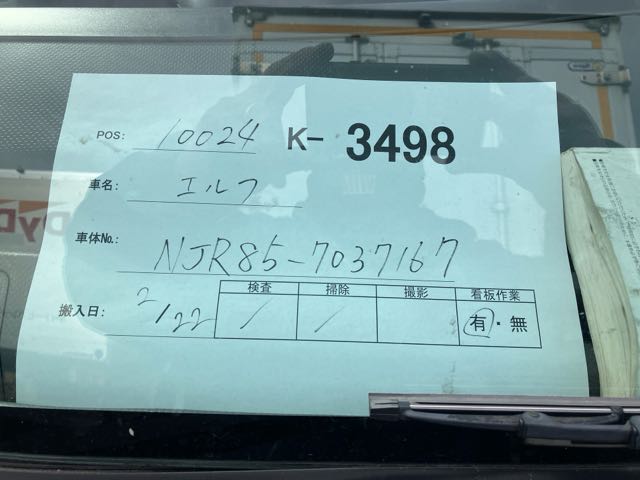 POS: 10024 K- 3498
車名: エルフ
車体No.: NJR85-7037167
搬入日: 2/22
検査 掃除 撮影 看板作業
/ / 有・無
DyD